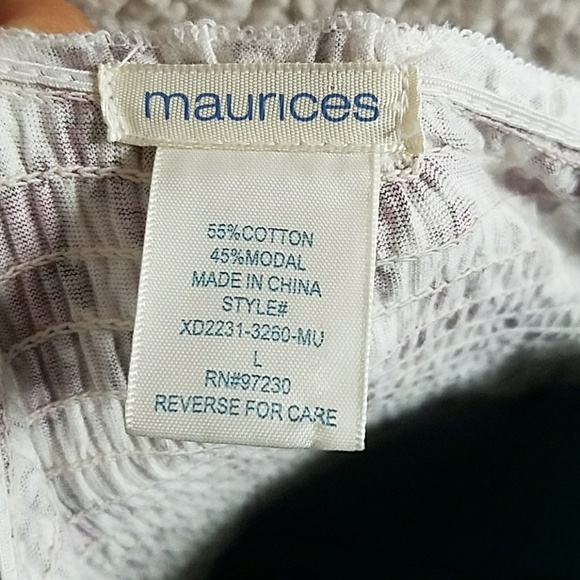 maurices
55%COTTON
45%MODAL
MADE IN CHINA
STYLE#
XD2231-3260-MU
L
RN#97230
REVERSE FOR CARE